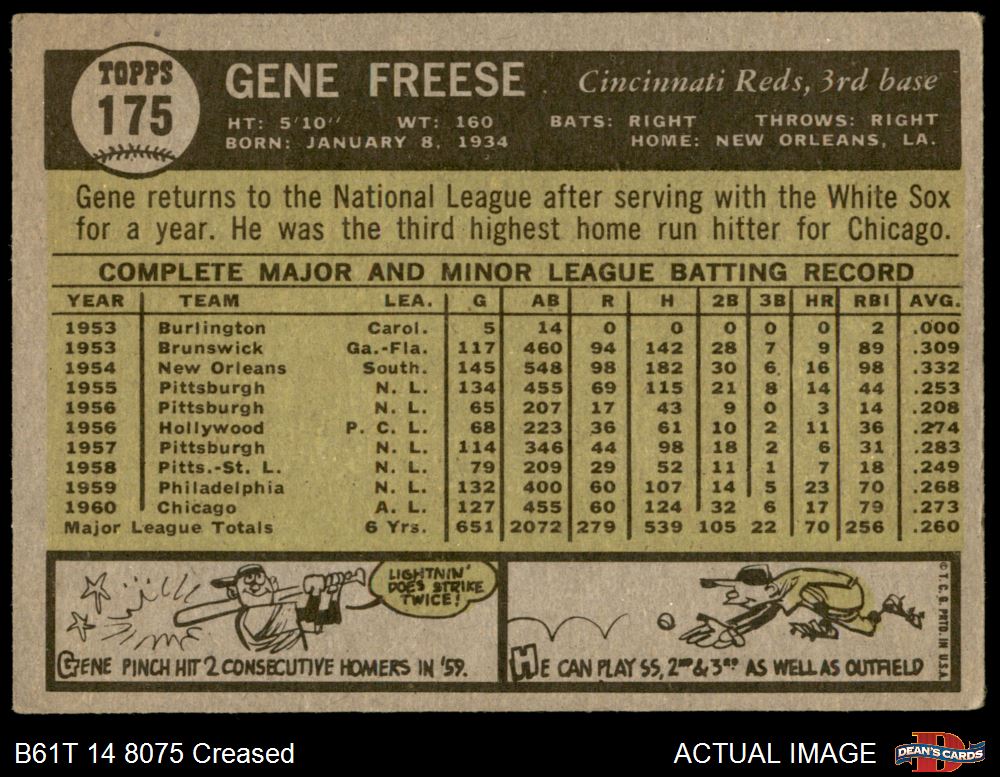 TOPPS
175
GENE FREESE
Cincinnati Reds, 3rd base
HT: 5'10" WT: 160 BATS: RIGHT THROWS: RIGHT
BORN: JANUARY 8, 1934 HOME: NEW ORLEANS, LA.
Gene returns to the National League after serving with the White Sox
for a year. He was the third highest home run hitter for Chicago.
COMPLETE MAJOR AND MINOR LEAGUE BATTING RECORD
YEAR TEAM LEA. G AB R H 2B 3B HR RBI AVG.
1953 Burlington Carol. 5 14 0 0 0 0 0 2 .000
1953 Brunswick Ga.-Fla. 117 460 94 142 28 7 9 89 .309
1954 New Orleans South. 145 548 98 182 30 6 16 98 .332
1955 Pittsburgh N. L. 134 455 69 115 21 8 14 44 .253
1956 Pittsburgh N. L. 65 207 17 43 9 0 3 14 .208
1956 Hollywood P. C. L. 68 223 36 61 10 2 11 36 .274
1957 Pittsburgh N. L. 114 346 44 98 18 2 6 31 .283
1958 Pitts.-St. L. N. L. 79 209 29 52 11 1 7 18 .249
1959 Philadelphia N. L. 132 400 60 107 14 5 23 70 .268
1960 Chicago A. L. 127 455 60 124 32 6 17 79 .273
Major League Totals 6 Yrs. 651 2072 279 539 105 22 70 256 .260
LIGHTNIN'
DOES STRIKE
TWICE!
GENE PINCH HIT 2 CONSECUTIVE HOMERS IN '59.
HE CAN PLAY SS, 2ND & 3RD AS WELL AS OUTFIELD
© T. C. G. PRTD. IN U.S.A.
B61T 14 8075 Creased
ACTUAL IMAGE
DEAN'S CARDS